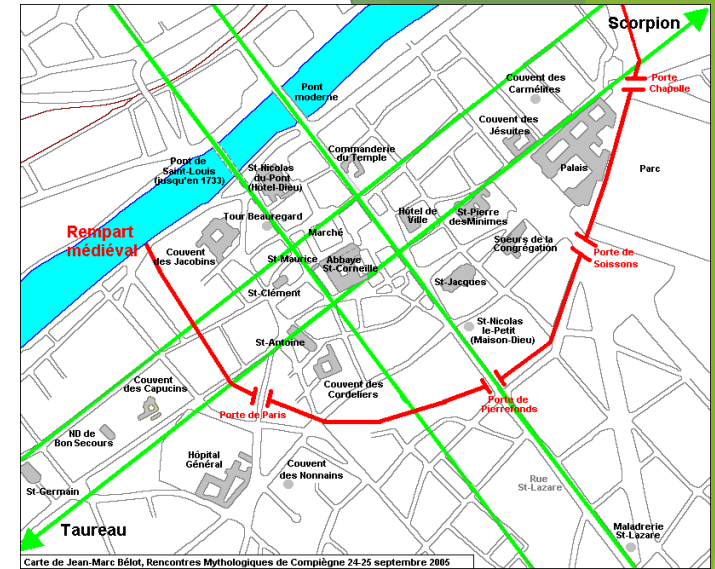 Scorpion
Porte
Chapelle
Couvent des
Carmélites
Pont
moderne
Couvent des
Jésuites
Commanderie
du Temple
Palais
Parc
Pont de
Saint-Louis
(jusqu'en 1733)
St-Nicolas
du-Pont
(Hôtel-Dieu)
Tour Beauregard
Hôtel de
Ville
St-Pierre
desMinimes
Rempart
médiéval
Marché
Couvent
des Jacobins
St-Maurice
Abbaye
St-Corneille
Sueurs de la
Congrégation
Porte de
Soissons
St-Clément
St-Jacques
St-Nicolas
le-Petit
(Maison-Dieu)
St-Antoine
Couvent
des Capucins
Couvent des
Cordeliers
Porte de Paris
Porte de
Pierrefonds
ND de
Bon Secours
Hôpital
Général
Couvent
des Nonnains
Rue
St-Lazare
St-Germain
Taureau
Maladrerie
St-Lazare
Carte de Jean-Marc Bélot, Rencontres Mythologiques de Compiègne 24-25 septembre 2005